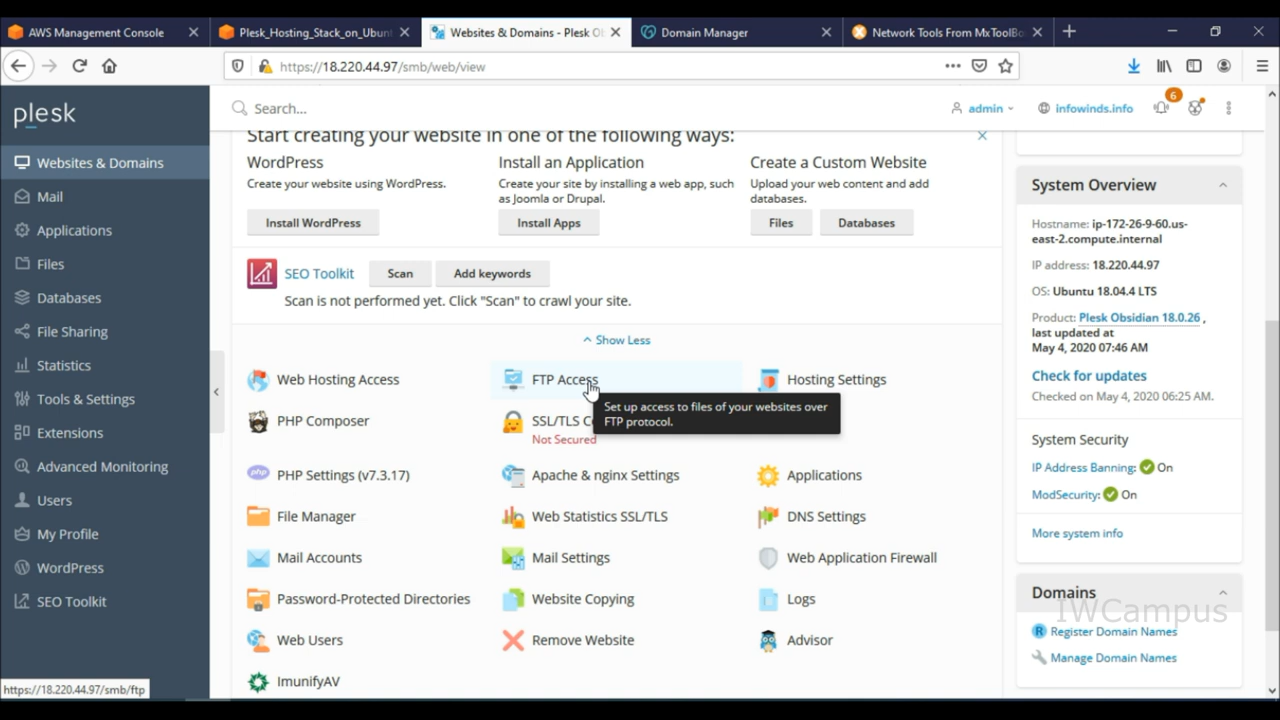 AWS Management Console
Plesk_Hosting_Stack_on_Ubun
Websites & Domains - Plesk O
Domain Manager
Network Tools From MxToolBo
https://18.220.44.97/smb/web/view
plesk
Search...
admin
infowinds.info
6
Websites & Domains
Mail
Applications
Files
Databases
File Sharing
Statistics
Tools & Settings
Extensions
Advanced Monitoring
Users
My Profile
WordPress
SEO Toolkit
Start creating your website in one of the following ways:
WordPress
Create your website using WordPress.
Install WordPress
Install an Application
Create your site by installing a web app, such
as Joomla or Drupal.
Install Apps
Create a Custom Website
Upload your web content and add
databases.
Files
Databases
SEO Toolkit
Scan
Add keywords
Scan is not performed yet. Click "Scan" to crawl your site.
Show Less
Web Hosting Access
FTP Access
Hosting Settings
Set up access to files of your websites over
FTP protocol.
PHP Composer
SSL/TLS C
Not Secured
PHP Settings (v7.3.17)
php
Apache & nginx Settings
Applications
File Manager
Web Statistics SSL/TLS
DNS Settings
Mail Accounts
Mail Settings
Web Application Firewall
Password-Protected Directories
Website Copying
Logs
Web Users
Remove Website
Advisor
ImunifyAV
System Overview
Hostname: ip-172-26-9-60.us-
east-2.compute.internal
IP address: 18.220.44.97
OS: Ubuntu 18.04.4 LTS
Product: Plesk Obsidian 18.0.26 ,
last updated at
May 4, 2020 07:46 AM
Check for updates
Checked on May 4, 2020 06:25 AM.
System Security
IP Address Banning: On
ModSecurity: On
More system info
Domains
IWCampus
R Register Domain Names
Manage Domain Names
https://18.220.44.97/smb/ftp